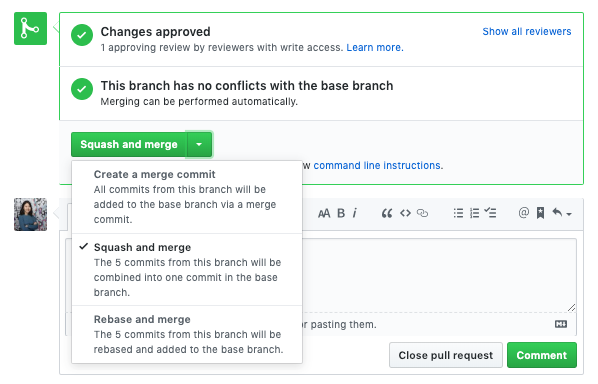 Changes approved
Show all reviewers
1 approving review by reviewers with write access. Learn more.
This branch has no conflicts with the base branch
Merging can be performed automatically.
Squash and merge
command line instructions.
Create a merge commit
All commits from this branch will be
added to the base branch via a merge
commit.
AA B i
Squash and merge
The 5 commits from this branch will be
combined into one commit in the base
branch.
Rebase and merge
The 5 commits from this branch will be
rebased and added to the base branch.
or pasting them.
Close pull request
Comment